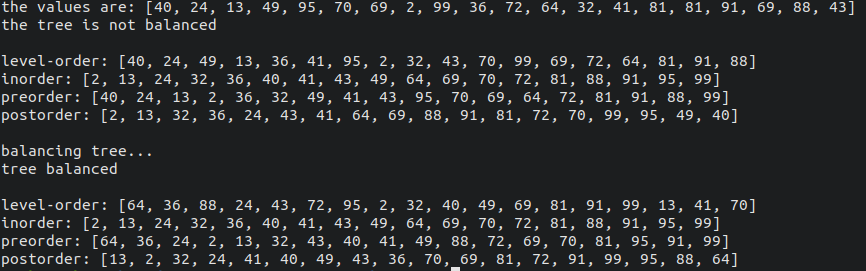 the values are: [40, 24, 13, 49, 95, 70, 69, 2, 99, 36, 72, 64, 32, 41, 81, 81, 91, 69, 88, 43]
the tree is not balanced
level-order: [40, 24, 49, 13, 36, 41, 95, 2, 32, 43, 70, 99, 69, 72, 64, 81, 91, 88]
inorder: [2, 13, 24, 32, 36, 40, 41, 43, 49, 64, 69, 70, 72, 81, 88, 91, 95, 99]
preorder: [40, 24, 13, 2, 36, 32, 49, 41, 43, 95, 70, 69, 64, 72, 81, 91, 88, 99]
postorder: [2, 13, 32, 36, 24, 43, 41, 64, 69, 88, 91, 81, 72, 70, 99, 95, 49, 40]
balancing tree...
tree balanced
level-order: [64, 36, 88, 24, 43, 72, 95, 2, 32, 40, 49, 69, 81, 91, 99, 13, 41, 70]
inorder: [2, 13, 24, 32, 36, 40, 41, 43, 49, 64, 69, 70, 72, 81, 88, 91, 95, 99]
preorder: [64, 36, 24, 2, 13, 32, 43, 40, 41, 49, 88, 72, 69, 70, 81, 95, 91, 99]
postorder: [13, 2, 32, 24, 41, 40, 49, 43, 36, 70, 69, 81, 72, 91, 99, 95, 88, 64]